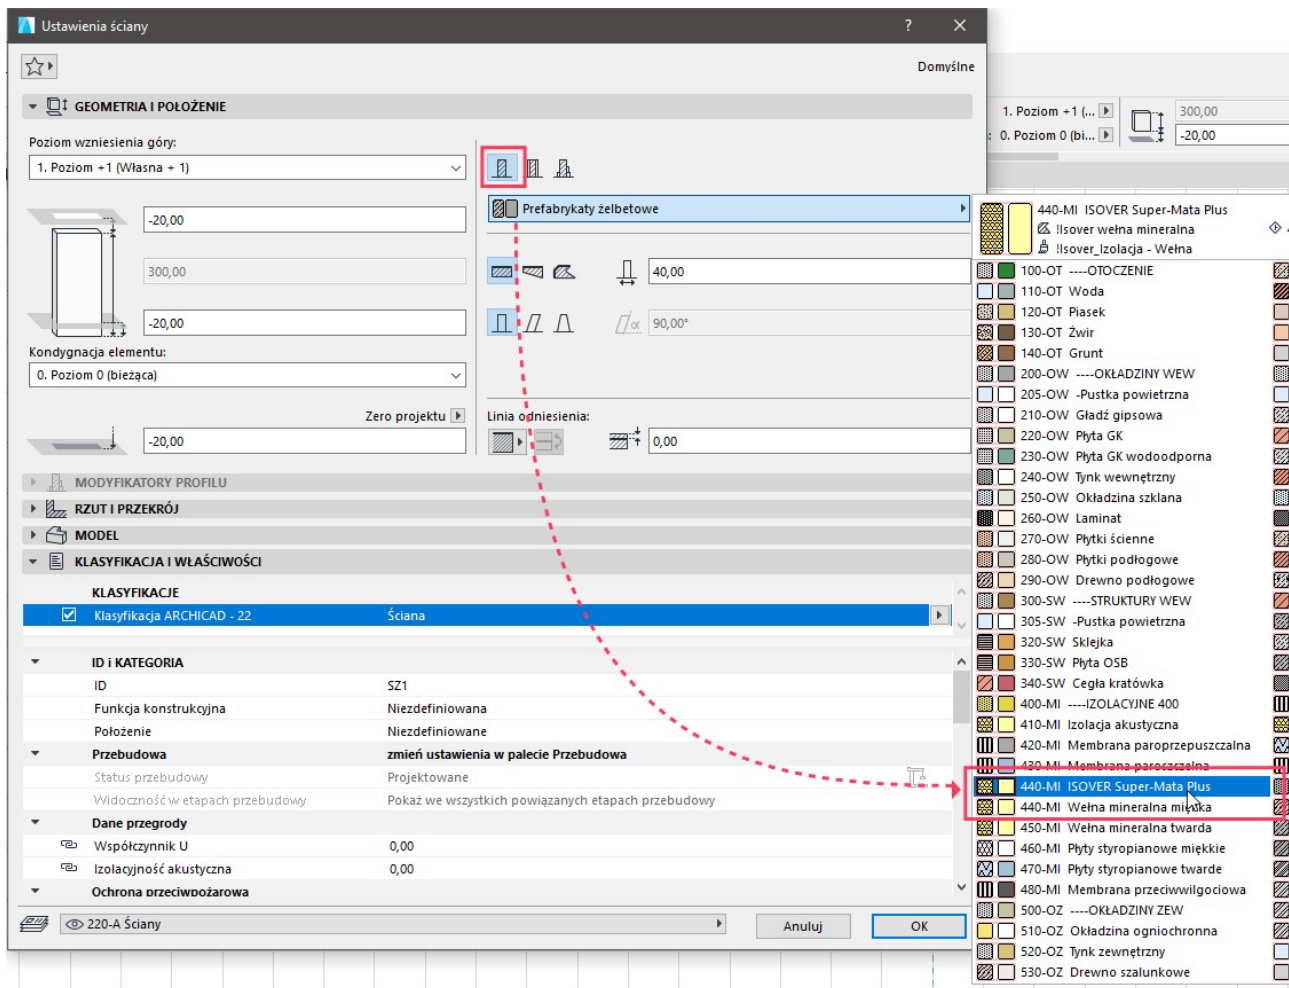 Ustawienia ściany
?
Domyślne
GEOMETRIA I POŁOŻENIE
Poziom wzniesienia góry:
1. Poziom +1 (Własna + 1)
-20,00
300,00
-20,00
Kondygnacja elementu:
0. Poziom 0 (bieżąca)
Zero projektu
-20,00
Prefabrykaty żelbetowe
40,00
α
90,00°
Linia odniesienia:
0,00
MODYFIKATORY PROFILU
RZUT I PRZEKRÓJ
MODEL
KLASYFIKACJA I WŁAŚCIWOŚCI
KLASYFIKACJE
Klasyfikacja ARCHICAD - 22 Ściana
ID i KATEGORIA
ID SZ1
Funkcja konstrukcyjna Niezdefiniowana
Położenie Niezdefiniowane
Przebudowa zmień ustawienia w palecie Przebudowa
Status przebudowy Projektowane
Widoczność w etapach przebudowy Pokaż we wszystkich powiązanych etapach przebudowy
Dane przegrody
Współczynnik U 0,00
Izolacyjność akustyczna 0,00
Ochrona przeciwpożarowa
220-A Ściany
Anuluj
OK
1. Poziom +1 (...
300,00
: 0. Poziom 0 (bi...
-20,00
440-MI ISOVER Super-Mata Plus
!Isover wełna mineralna
!Isover_Izolacja - Wełna
100-OT ----OTOCZENIE
110-OT Woda
120-OT Piasek
130-OT Żwir
140-OT Grunt
200-OW ----OKŁADZINY WEW
205-OW -Pustka powietrzna
210-OW Gładź gipsowa
220-OW Płyta GK
230-OW Płyta GK wodoodporna
240-OW Tynk wewnętrzny
250-OW Okładzina szklana
260-OW Laminat
270-OW Płytki ścienne
280-OW Płytki podłogowe
290-OW Drewno podłogowe
300-SW ----STRUKTURY WEW
305-SW -Pustka powietrzna
320-SW Sklejka
330-SW Płyta OSB
340-SW Cegła kratówka
400-MI ----IZOLACYJNE 400
410-MI Izolacja akustyczna
420-MI Membrana paroprzepuszczalna
430-MI Membrana paroszczelna
440-MI ISOVER Super-Mata Plus
440-MI Wełna mineralna miękka
450-MI Wełna mineralna twarda
460-MI Płyty styropianowe miękkie
470-MI Płyty styropianowe twarde
480-MI Membrana przeciwwilgociowa
500-OZ ----OKŁADZINY ZEW
510-OZ Okładzina ogniochronna
520-OZ Tynk zewnętrzny
530-OZ Drewno szalunkowe